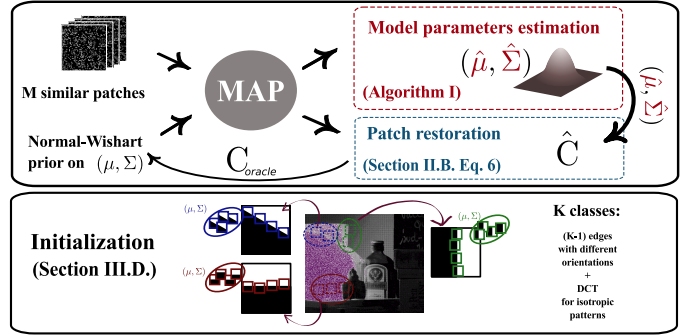 M similar patches
Normal-Wishart
prior on (μ, Σ)
MAP
C oracle
Model parameters estimation
(μ̂, Σ̂)
(Algorithm I)
Patch restoration
(Section II.B. Eq. 6)
Ĉ
(μ̂, Σ̂)
Initialization
(Section III.D.)
(μ, Σ)
(μ, Σ)
(μ, Σ)
K classes:
(K-1) edges
with different
orientations
+
DCT
for isotropic
patterns